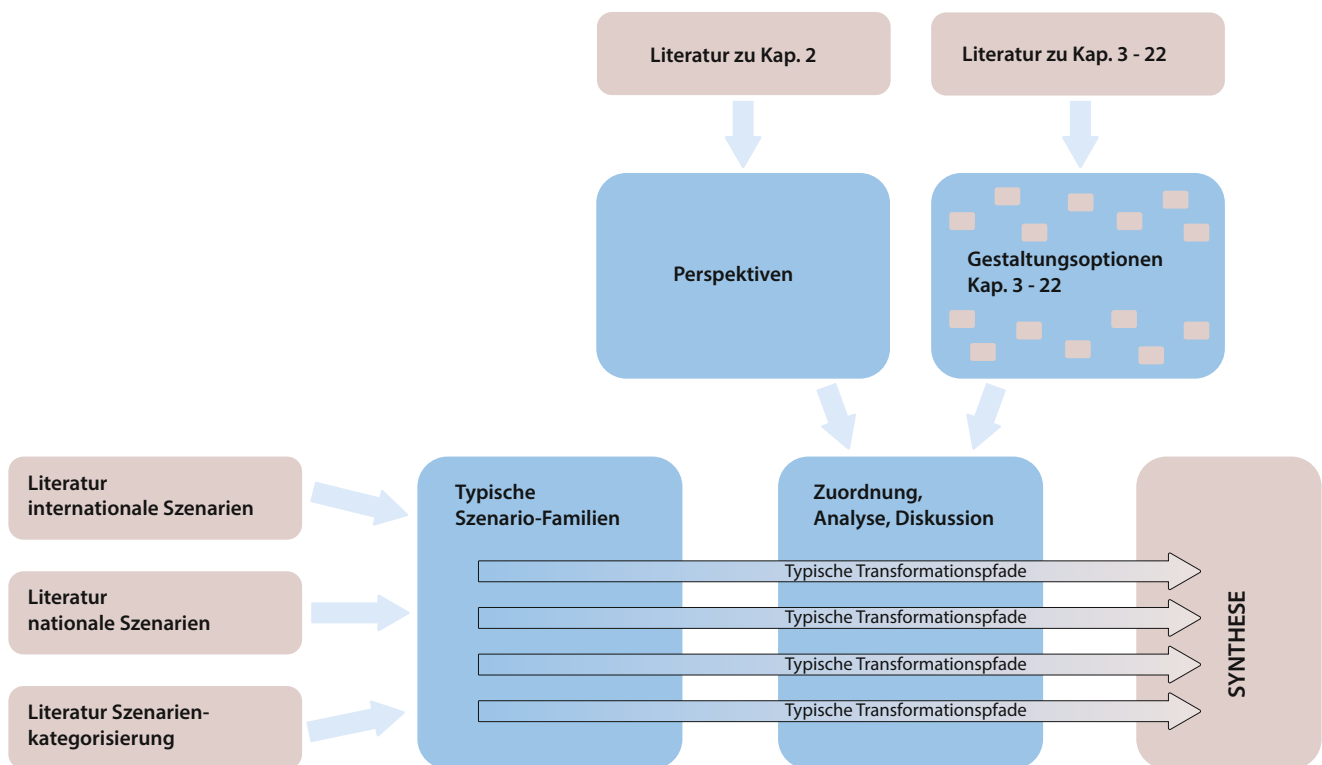 Literatur zu Kap. 2
Literatur zu Kap. 3 - 22
Perspektiven
Gestaltungsoptionen
Kap. 3 - 22
Literatur
internationale Szenarien
Literatur
nationale Szenarien
Literatur Szenarien-
kategorisierung
Typische
Szenario-Familien
Zuordnung,
Analyse, Diskussion
Typische Transformationspfade
Typische Transformationspfade
Typische Transformationspfade
Typische Transformationspfade
SYNTHESE